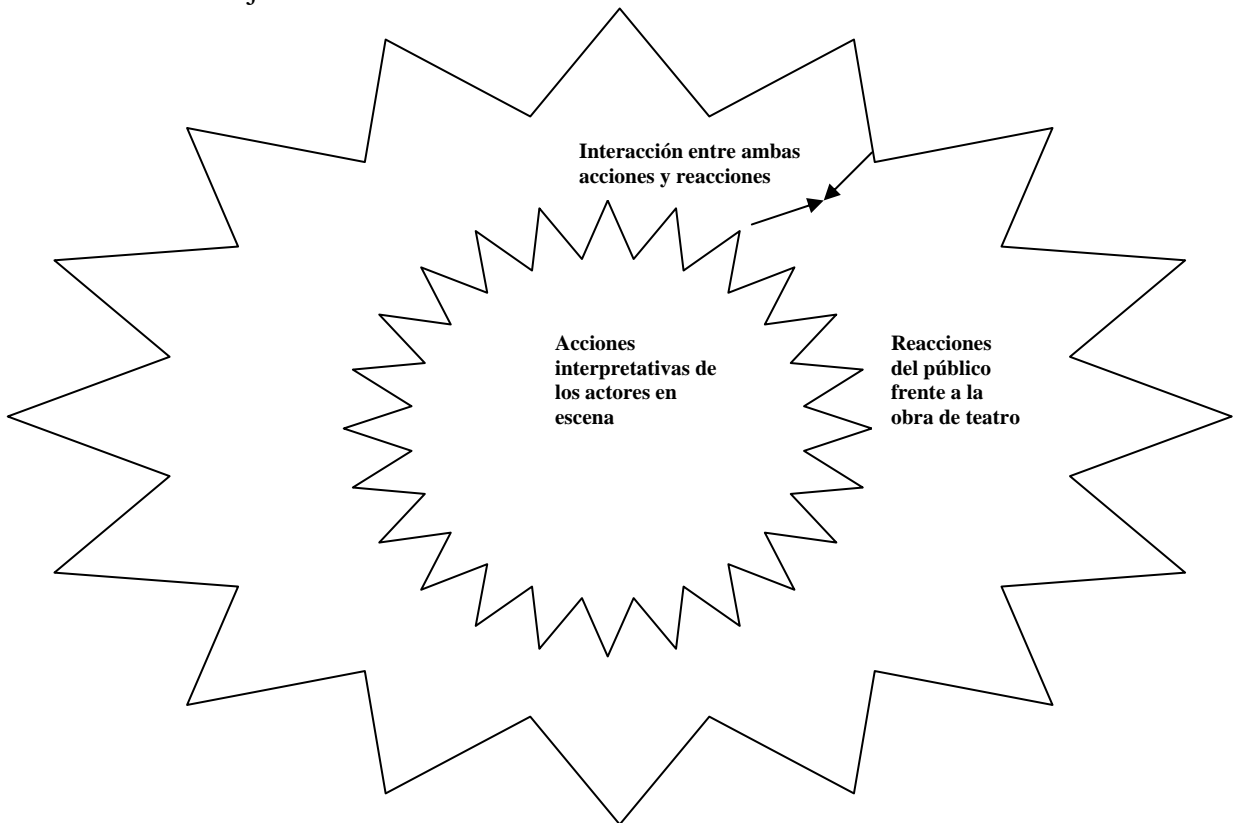 Interacción entre ambas
acciones y reacciones
Acciones
interpretativas de
los actores en
escena
Reacciones
del público
frente a la
obra de teatro